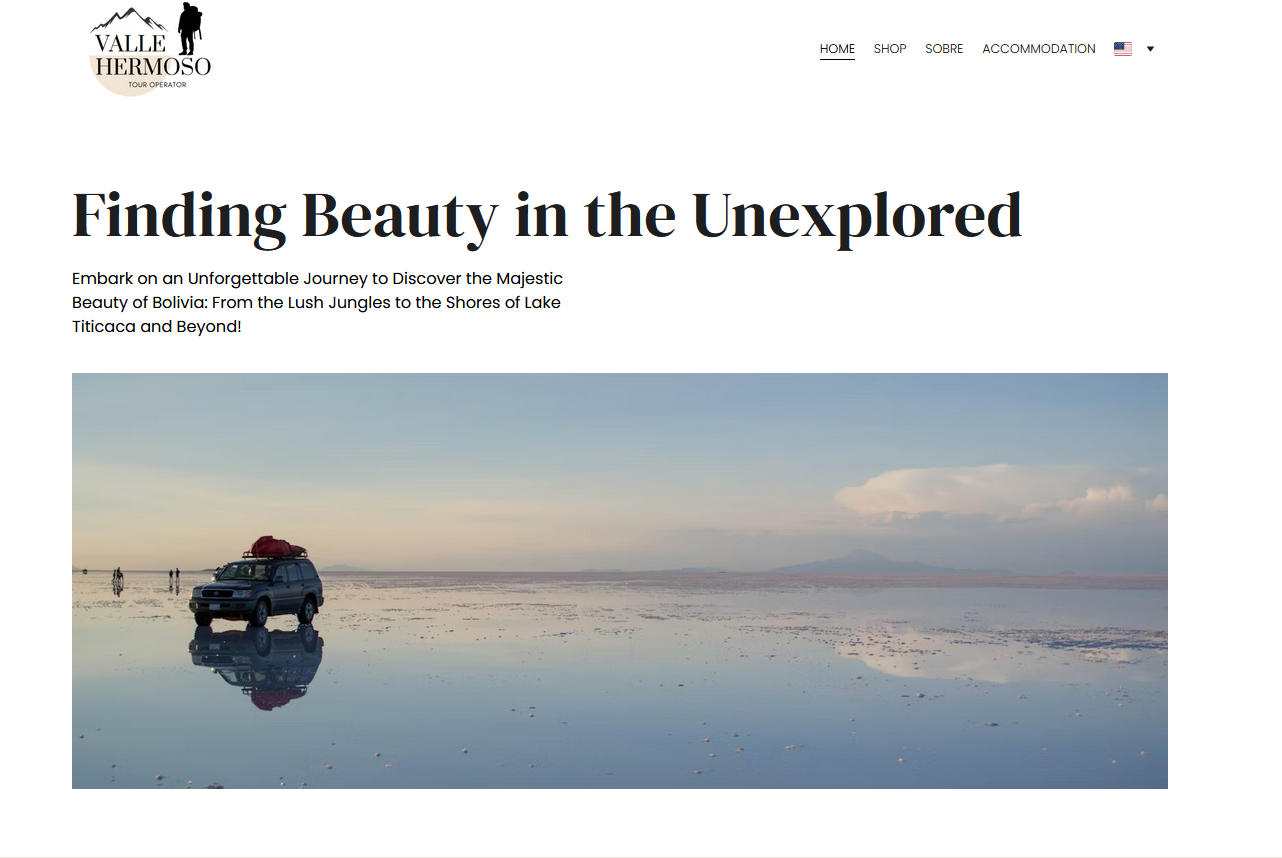 VALLE
HERMOSO
TOUR OPERATOR
HOME SHOP SOBRE ACCOMMODATION
Finding Beauty in the Unexplored
Embark on an Unforgettable Journey to Discover the Majestic
Beauty of Bolivia: From the Lush Jungles to the Shores of Lake
Titicaca and Beyond!